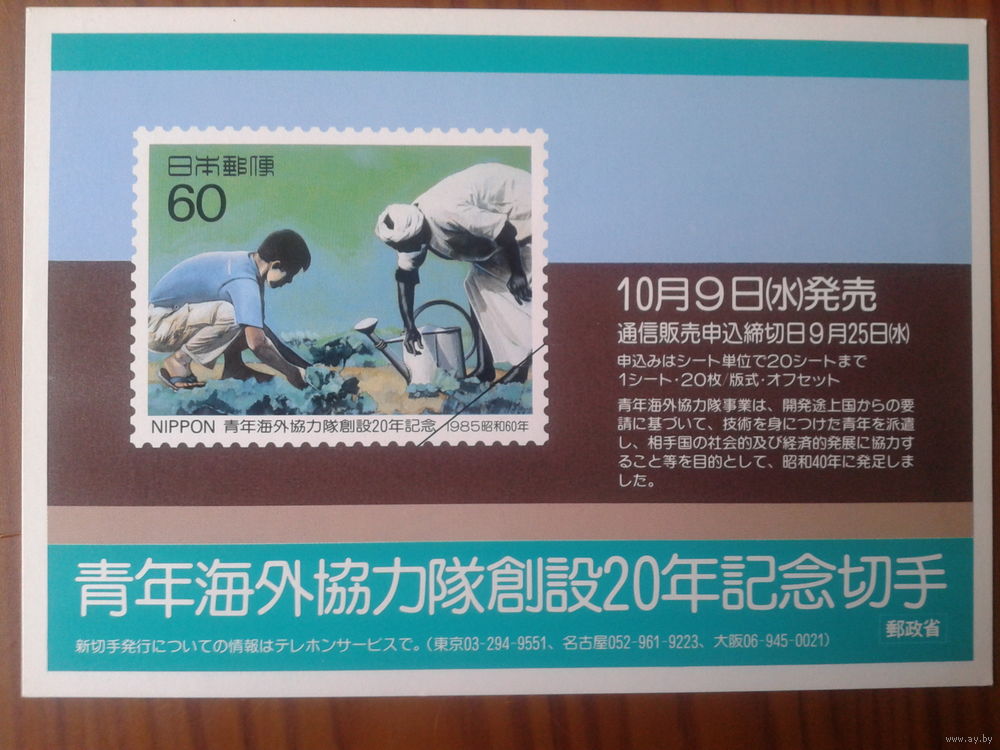 日本郵便
60
NIPPON 青年海外協力隊創設20年記念 1985昭和60年
10月9日(水)発売
通信販売申込締切日9月25日(水)
申込みはシート単位で20シートまで
1シート・20枚/版式・オフセット
青年海外協力隊事業は、開発途上国からの要
請に基づいて、技術を身につけた青年を派遣
し、相手国の社会的及び経済的発展に協力す
ること等を目的として、昭和40年に発足しま
した。
青年海外協力隊創設20年記念切手
郵政省
新切手発行についての情報はテレホンサービスで。(東京03-294-9551、名古屋052-961-9223、大阪06-945-0021)
www.ay.by